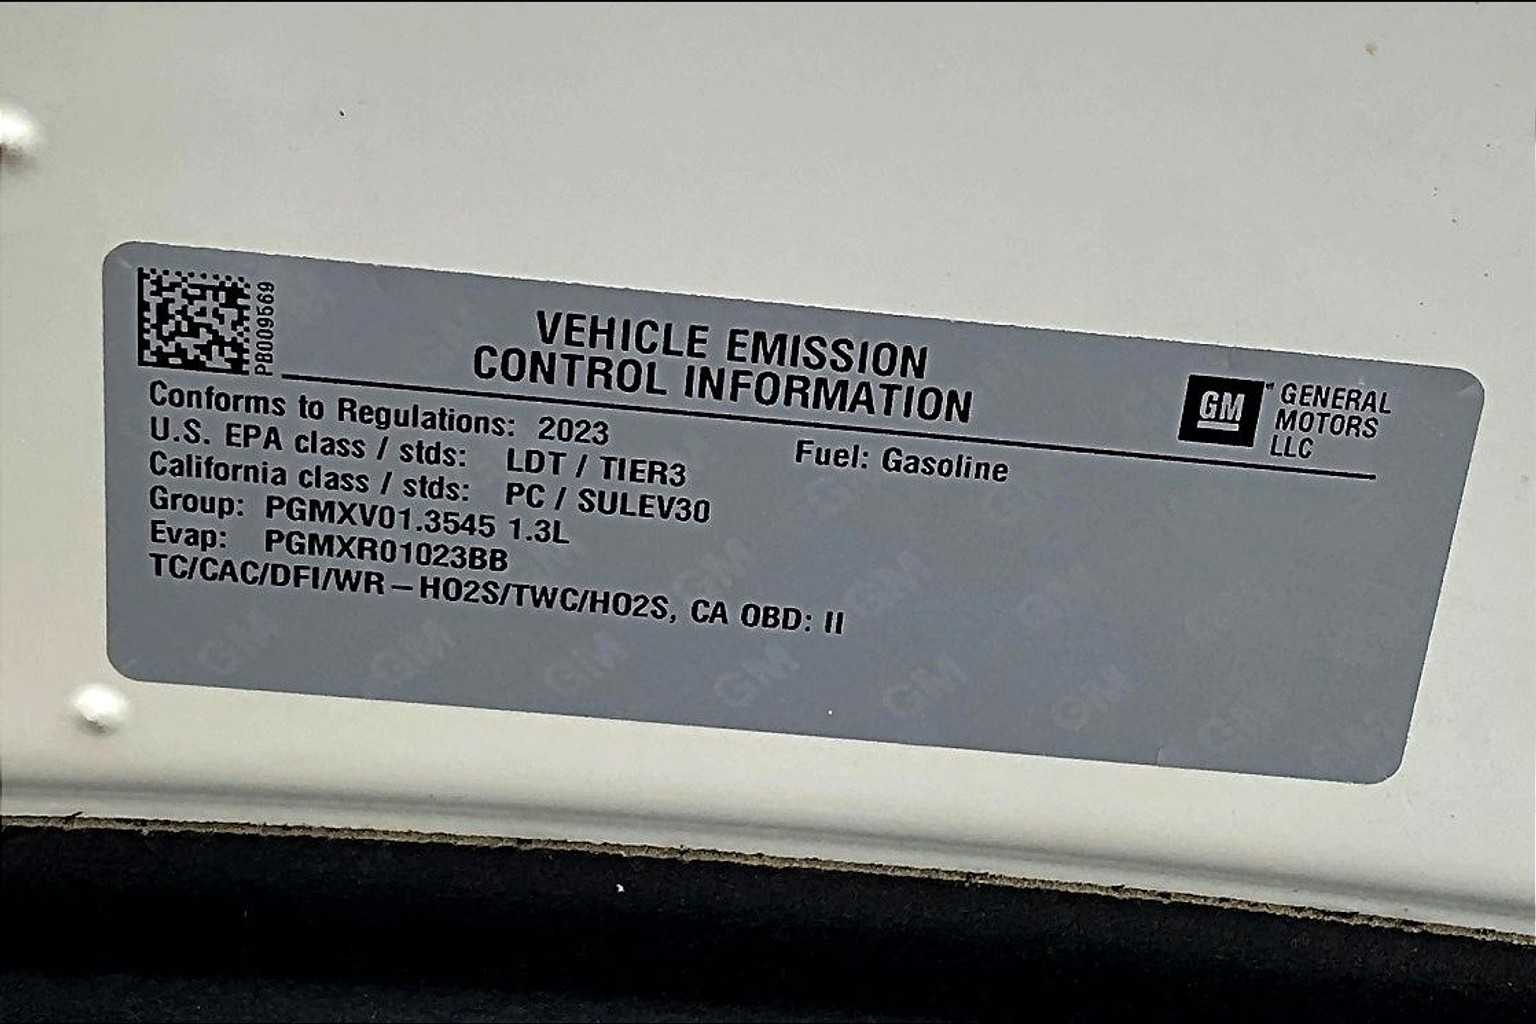 PB009569
VEHICLE EMISSION
CONTROL INFORMATION
GM
GENERAL
MOTORS
LLC
Conforms to Regulations: 2023
Fuel: Gasoline
U.S. EPA class / stds: LDT / TIER3
California class / stds: PC / SULEV30
Group: PGMXV01.3545 1.3L
Evap: PGMXR01023BB
TC/CAC/DFI/WR – HO2S/TWC/HO2S, CA OBD: II